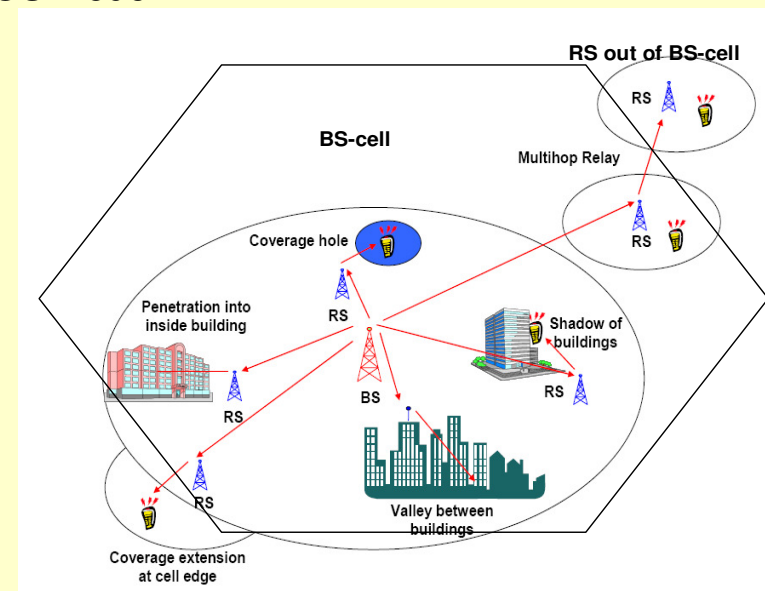 RS out of BS-cell
RS
BS-cell
Multihop Relay
RS
Coverage hole
RS
Penetration into
inside building
Shadow of
buildings
RS
BS
RS
RS
Valley between
buildings
Coverage extension
at cell edge